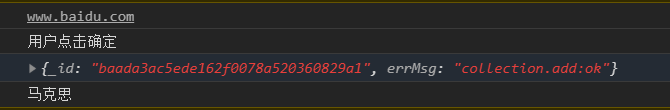 www.baidu.com
用户点击确定
{_id: "baada3ac5ede162f0078a520360829a1", errMsg: "collection.add:ok"}
马克思